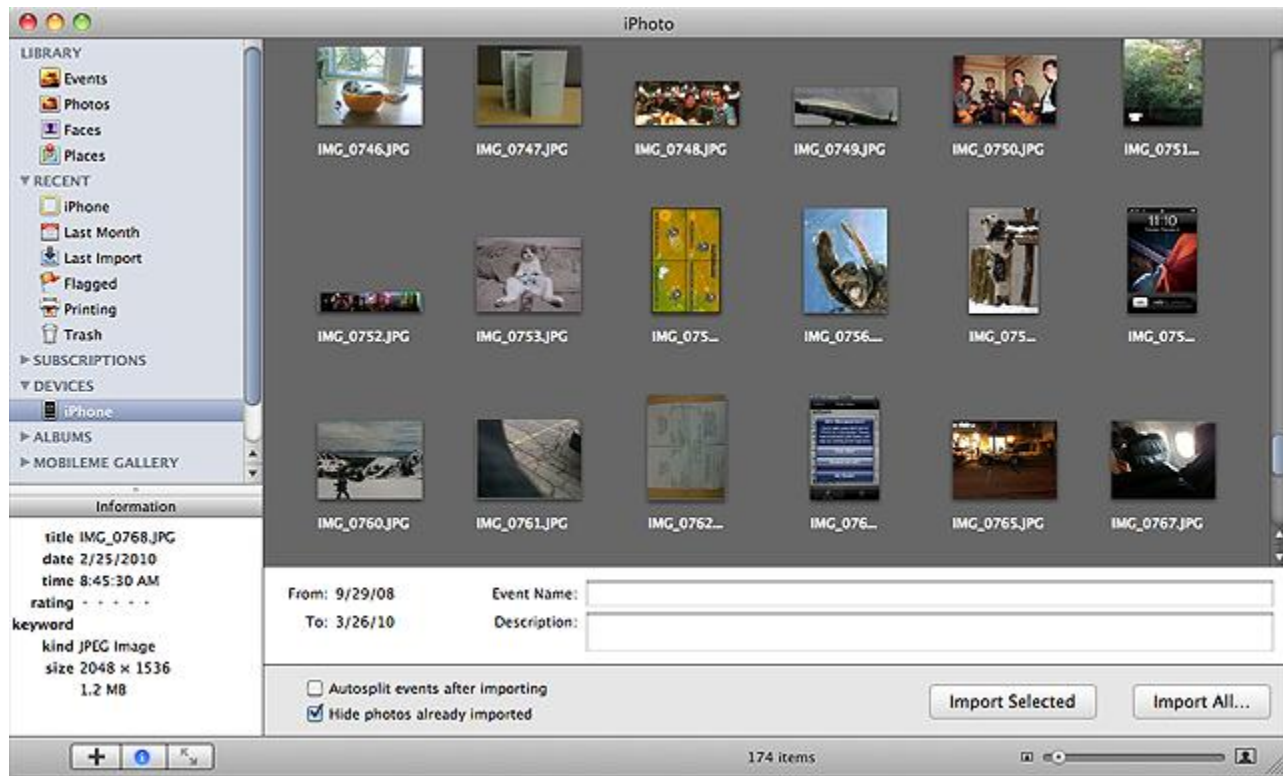 iPhoto
LIBRARY
Events
Photos
Faces
Places
RECENT
iPhone
Last Month
Last Import
Flagged
Printing
Trash
SUBSCRIPTIONS
DEVICES
iPhone
ALBUMS
MOBILEME GALLERY
Information
title IMG_0768.JPG
date 2/25/2010
time 8:45:30 AM
rating · · · · ·
keyword
kind JPEG Image
size 2048 × 1536
1.2 MB
IMG_0746.JPG IMG_0747.JPG IMG_0748.JPG IMG_0749.JPG IMG_0750.JPG IMG_0751...
11:10
IMG_0752.JPG IMG_0753.JPG IMG_075... IMG_0756... IMG_075... IMG_075...
IMG_0760.JPG IMG_0761.JPG IMG_0762... IMG_076... IMG_0765.JPG IMG_0767.JPG
From: 9/29/08 Event Name:
To: 3/26/10 Description:
Autosplit events after importing
Hide photos already imported
Import Selected Import All...
174 items